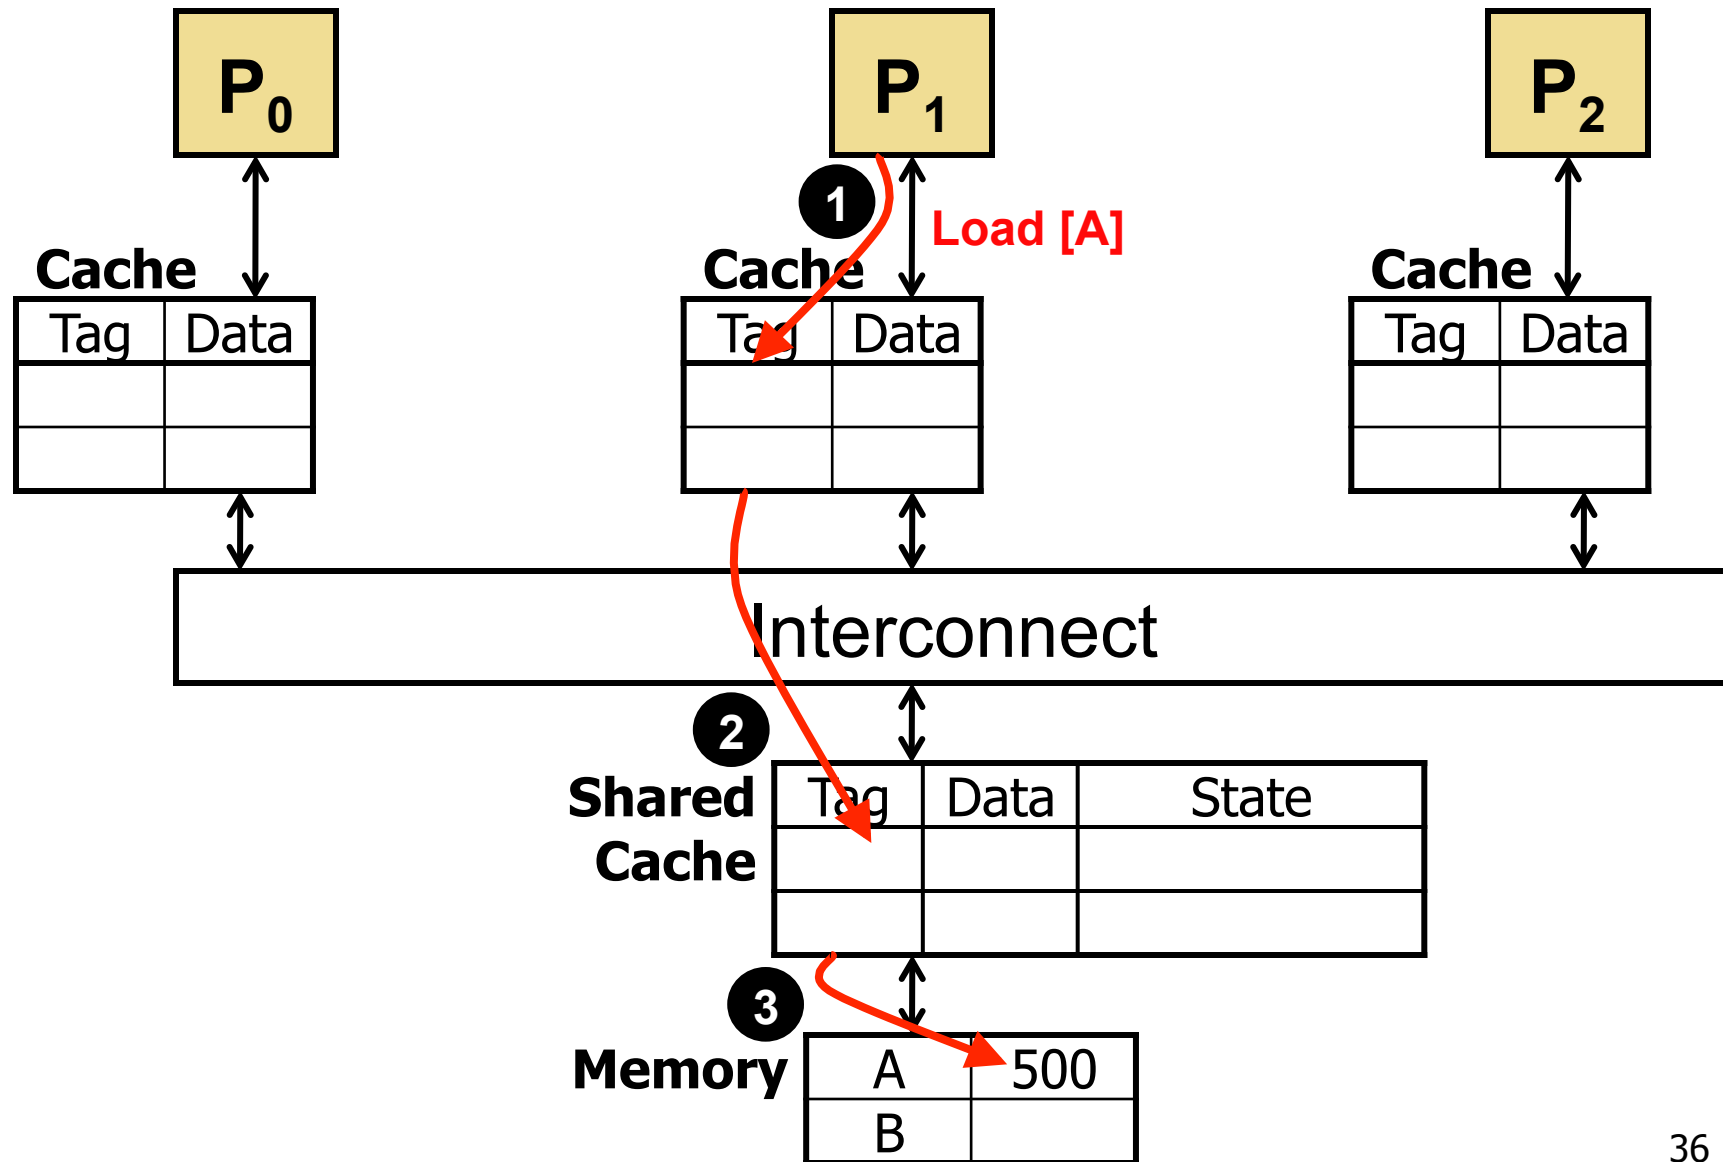 P0 P1 P2
1
Load [A]
Cache Cache Cache
Tag Data Tag Data Tag Data
Interconnect
2
Shared Cache
Tag Data State
3
Memory
A 500
B
36